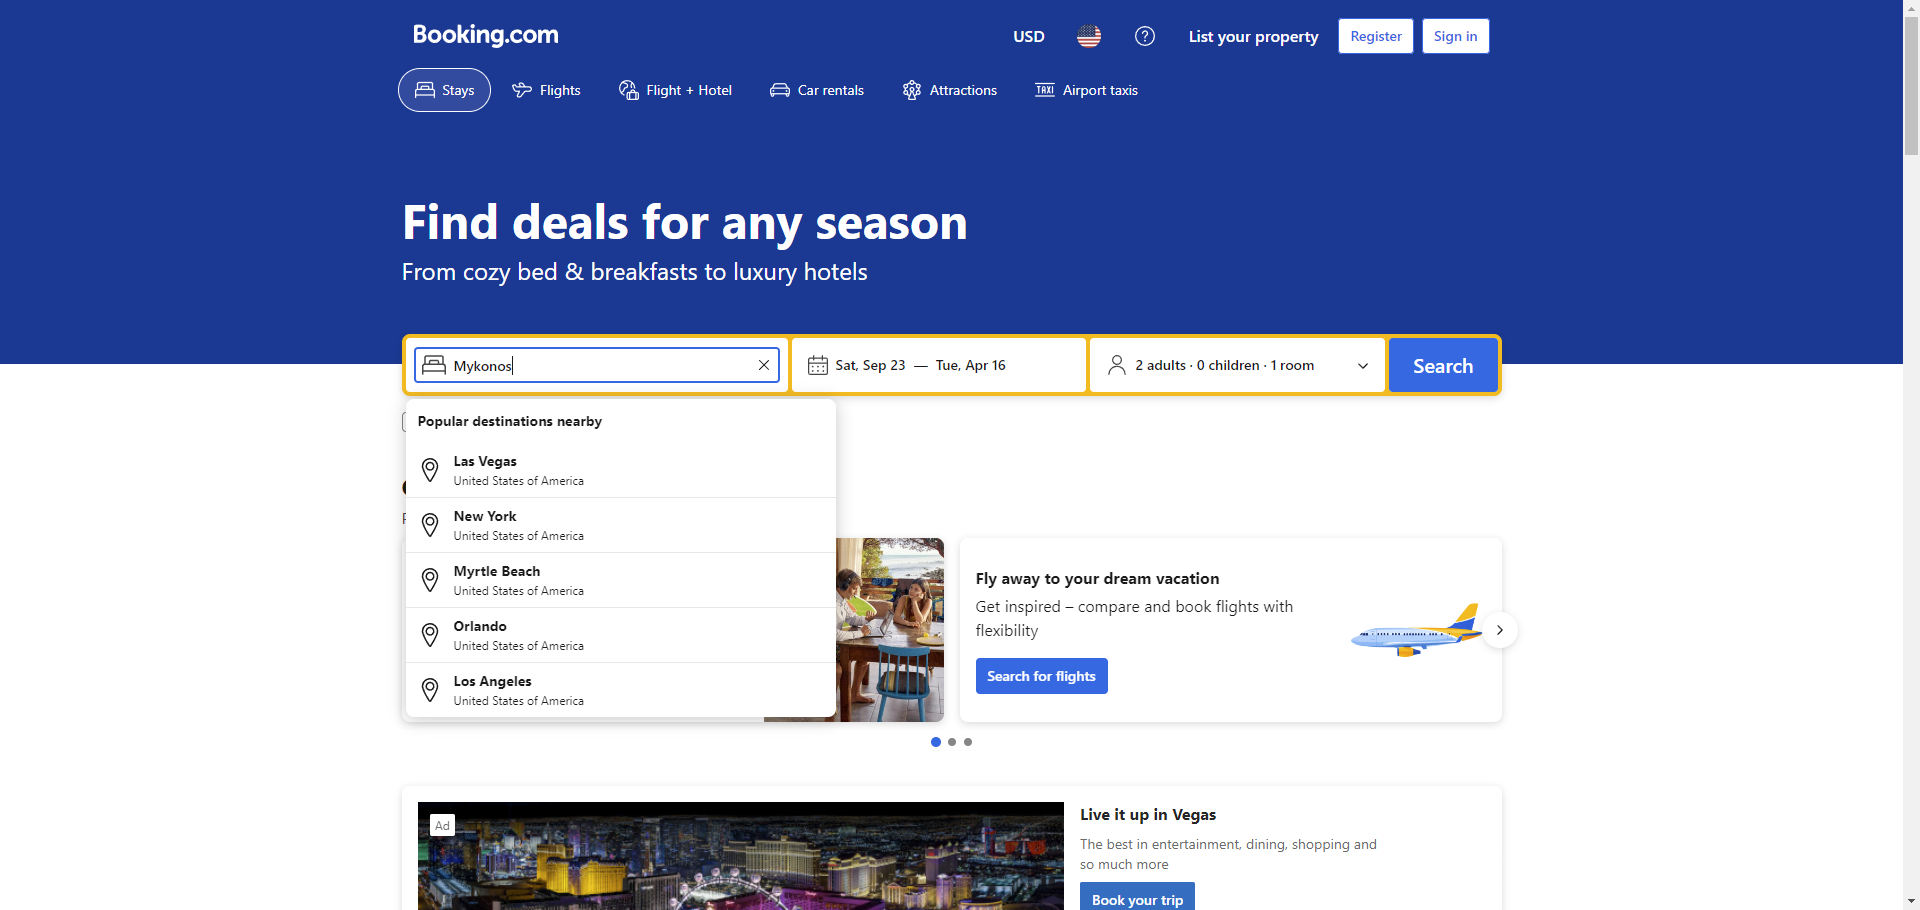 Booking.com
USD
List your property
Register
Sign in
Stays
Flights
Flight + Hotel
Car rentals
Attractions
TAXI
Airport taxis
Find deals for any season
From cozy bed & breakfasts to luxury hotels
Mykonos
Sat, Sep 23 — Tue, Apr 16
2 adults · 0 children · 1 room
Search
Popular destinations nearby
Las Vegas
United States of America
New York
United States of America
Myrtle Beach
United States of America
Orlando
United States of America
Los Angeles
United States of America
Fly away to your dream vacation
Get inspired – compare and book flights with
flexibility
Search for flights
Ad
Live it up in Vegas
The best in entertainment, dining, shopping and
so much more
Book your trip